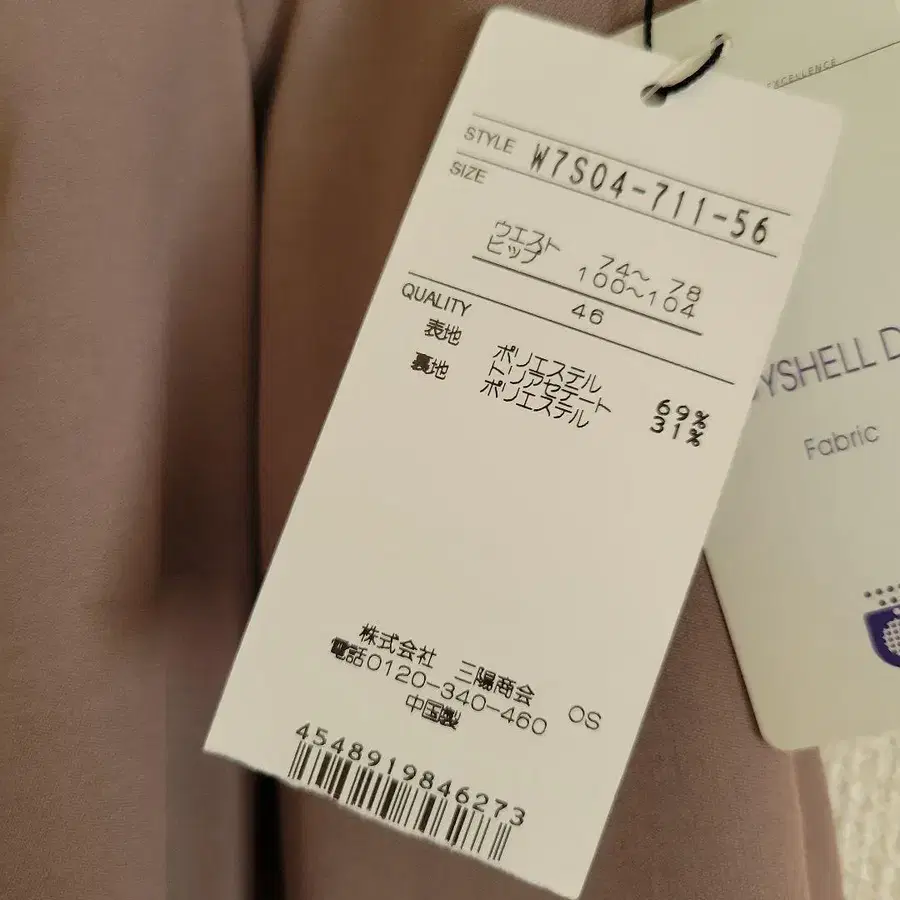 STYLE W7S04-711-56
SIZE
ウエスト 74～ 78
ヒップ 100～104
46
QUALITY
表地 ポリエステル 69%
トリアセテート 31%
裏地 ポリエステル
株式会社 三陽商会 OS
電話0120-340-460
中国製
4548919846273
EXCELLENCE
YSHELL D
Fabric